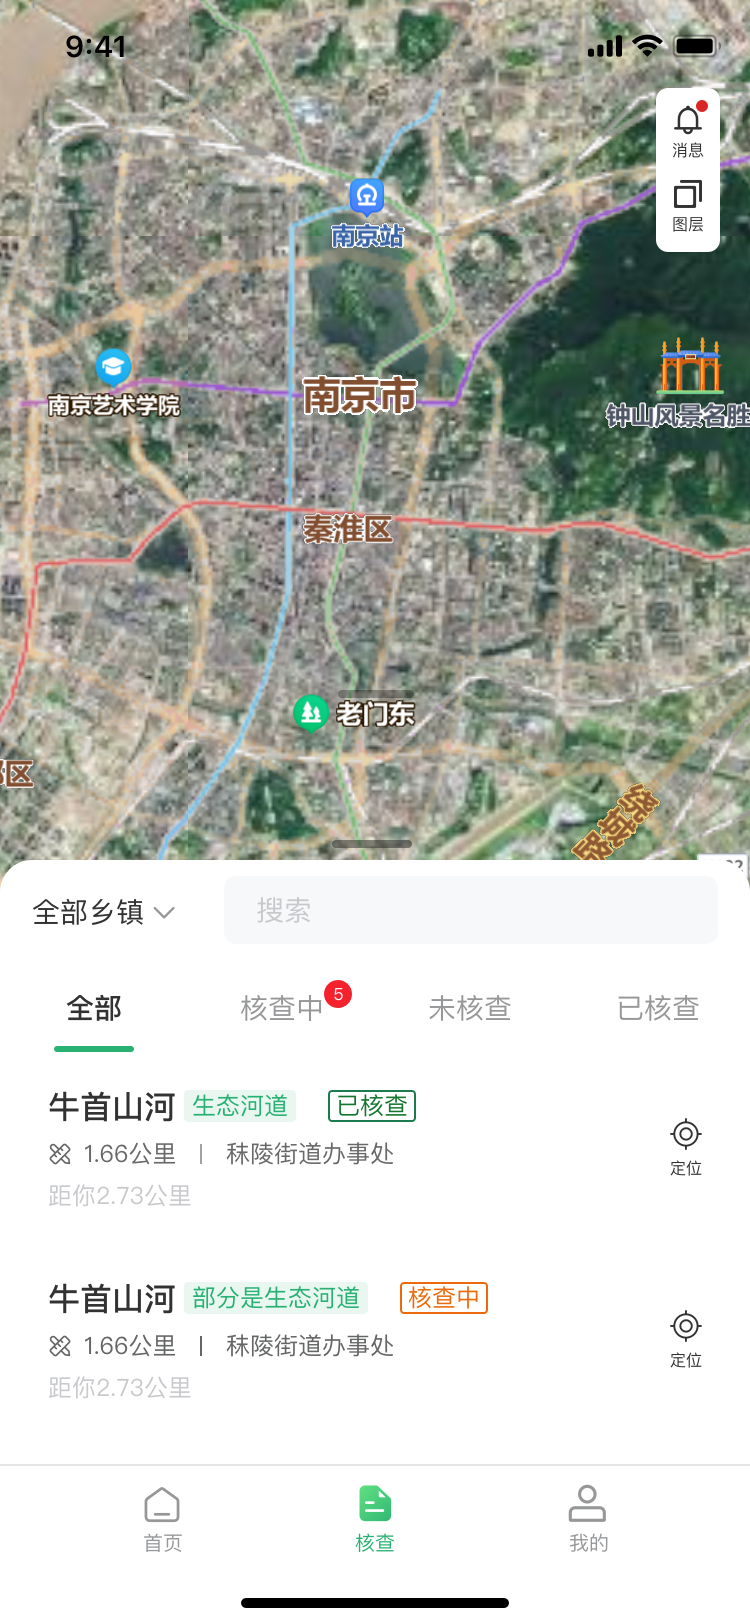 9:41
消息
图层
南京站
南京艺术学院
南京市
钟山风景名胜
秦淮区
老门东
区
绕城路
全部乡镇
搜索
全部
核查中
5
未核查
已核查
牛首山河
生态河道
已核查
1.66公里 | 秣陵街道办事处
距你2.73公里
定位
牛首山河
部分是生态河道
核查中
1.66公里 | 秣陵街道办事处
距你2.73公里
定位
首页
核查
我的